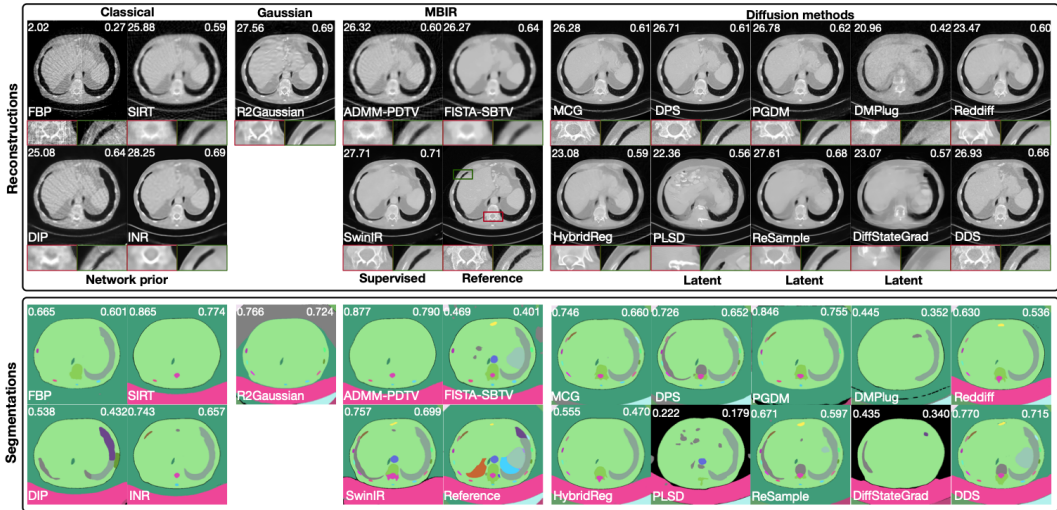 Classical Gaussian MBIR Diffusion methods
Reconstructions
2.02 0.27 25.88 0.59 27.56 0.69 26.32 0.60 26.27 0.64 26.28 0.61 26.71 0.61 26.78 0.62 20.96 0.42 23.47 0.60
FBP SIRT R2Gaussian ADMM-PDTV FISTA-SBTV MCG DPS PGDM DMPlug Reddiff
25.08 0.64 28.25 0.69 27.71 0.71 23.08 0.59 22.36 0.56 27.61 0.68 23.07 0.57 26.93 0.66
DIP INR SwinIR HybridReg PLSD ReSample DiffStateGrad DDS
Network prior Supervised Reference Latent Latent Latent
Segmentations
0.665 0.601 0.865 0.774 0.766 0.724 0.877 0.790 0.469 0.401 0.746 0.660 0.726 0.652 0.846 0.755 0.445 0.352 0.630 0.536
FBP SIRT R2Gaussian ADMM-PDTV FISTA-SBTV MCG DPS PGDM DMPlug Reddiff
0.538 0.432 0.743 0.657 0.757 0.699 0.555 0.470 0.222 0.179 0.671 0.597 0.435 0.340 0.770 0.715
DIP INR SwinIR Reference HybridReg PLSD ReSample DiffStateGrad DDS